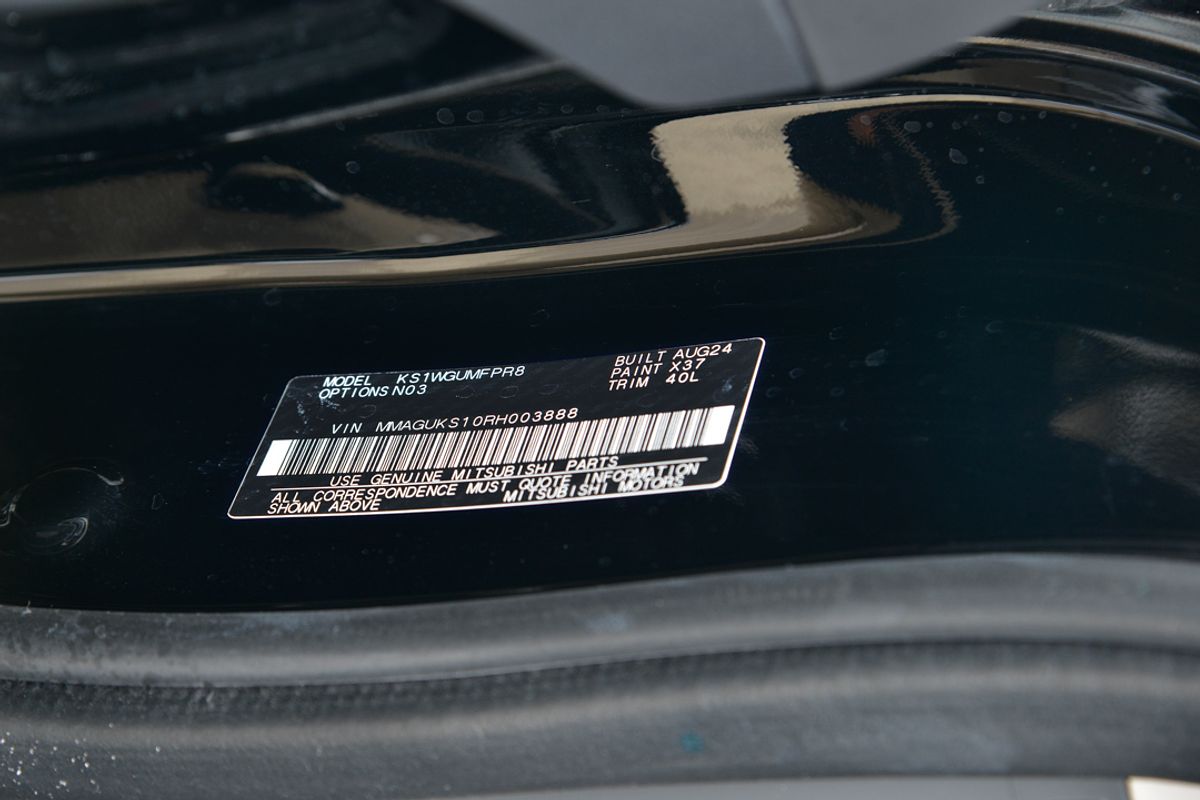 MODEL KS1WGUMFPR8
OPTIONS N03
BUILT AUG24
PAINT X37
TRIM 40L
VIN MMAGUKS10RH003888
USE GENUINE MITSUBISHI PARTS
ALL CORRESPONDENCE MUST QUOTE INFORMATION
SHOWN ABOVE MITSUBISHI MOTORS